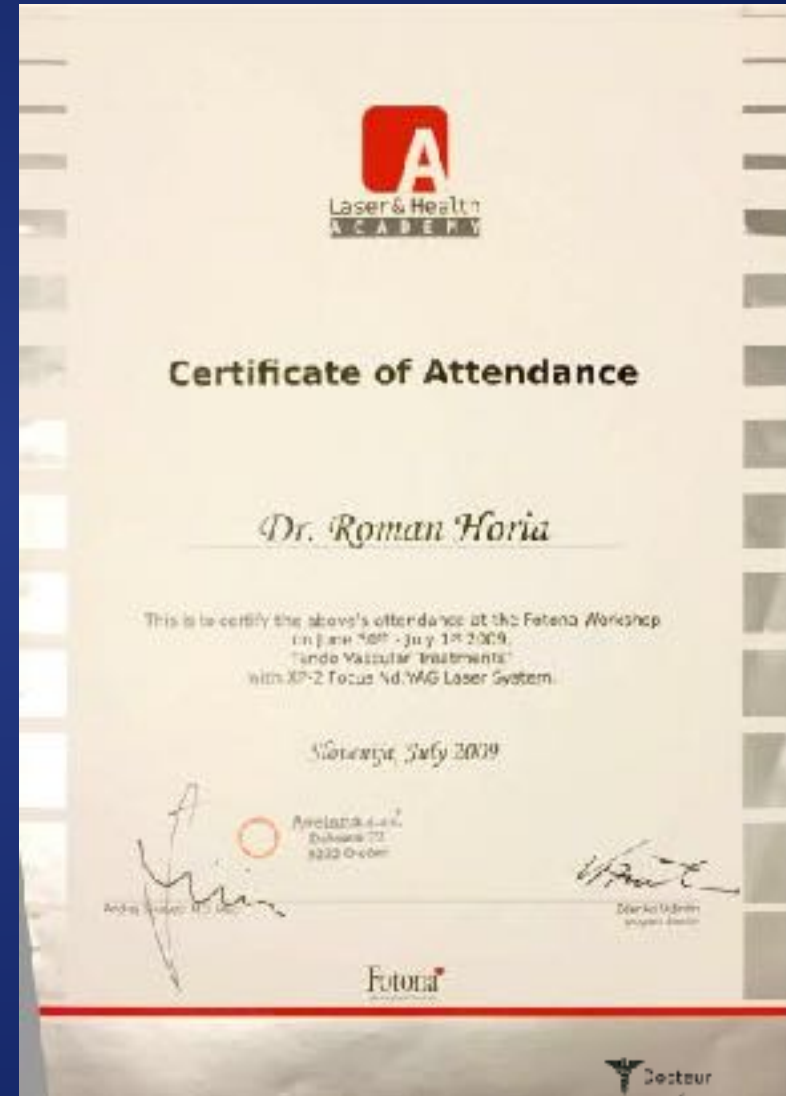 A
Laser & Health
ACADEMY
Certificate of Attendance
Dr. Roman Horia
This is to certify the above's attendance at the Fotona Workshop
on June 30th - July 1st 2009,
"Endo Vascular Treatments"
with XP-2 Focus Nd:YAG Laser System.
Slovenija, July 2009
Fotona
Docteur